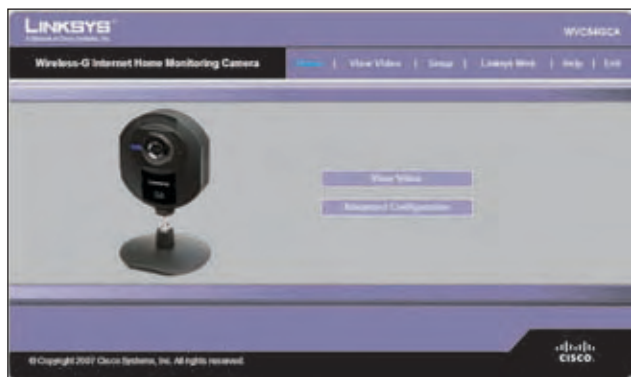 LINKSYS
A Division of Cisco Systems, Inc.
WVC54GCA
Wireless-G Internet Home Monitoring Camera
Home | View Video | Setup | Linksys Web | Help | Exit
View Video
Advanced Configuration
© Copyright 2007 Cisco Systems, Inc. All rights reserved.
CISCO